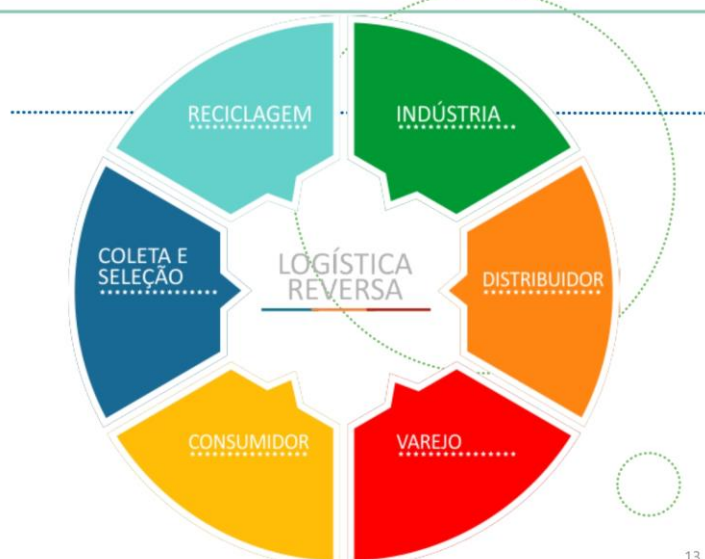 RECICLAGEM
INDÚSTRIA
COLETA E
SELEÇÃO
LOGÍSTICA
REVERSA
DISTRIBUIDOR
CONSUMIDOR
VAREJO
13